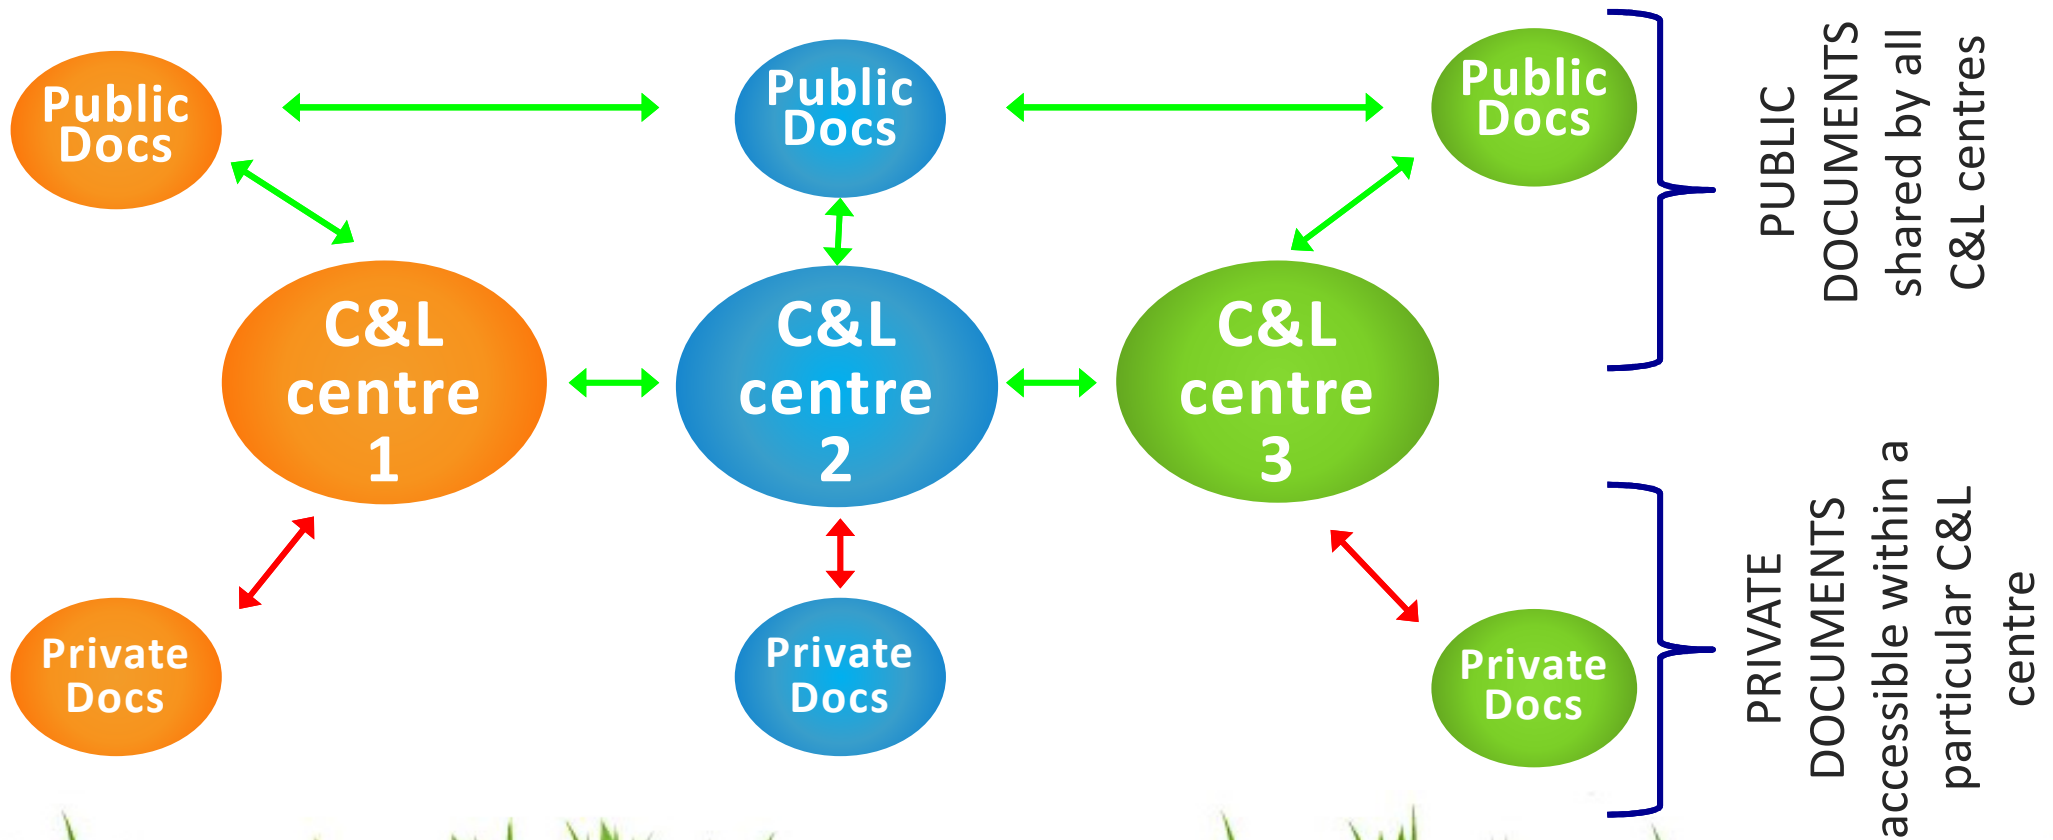 Public
Docs
Public
Docs
Public
Docs
C&L
centre
1
C&L
centre
2
C&L
centre
3
Private
Docs
Private
Docs
Private
Docs
PUBLIC
DOCUMENTS
shared by all
C&L centres
PRIVATE
DOCUMENTS
accessible within a
particular C&L
centre